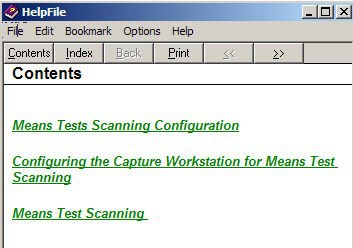 HelpFile
File Edit Bookmark Options Help
Contents Index Back Print << >>
Contents
Means Tests Scanning Configuration
Configuring the Capture Workstation for Means Test
Scanning
Means Test Scanning